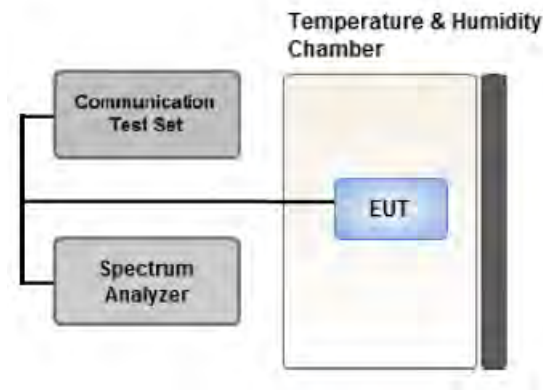 Temperature & Humidity
Chamber
Communication
Test Set
EUT
Spectrum
Analyzer